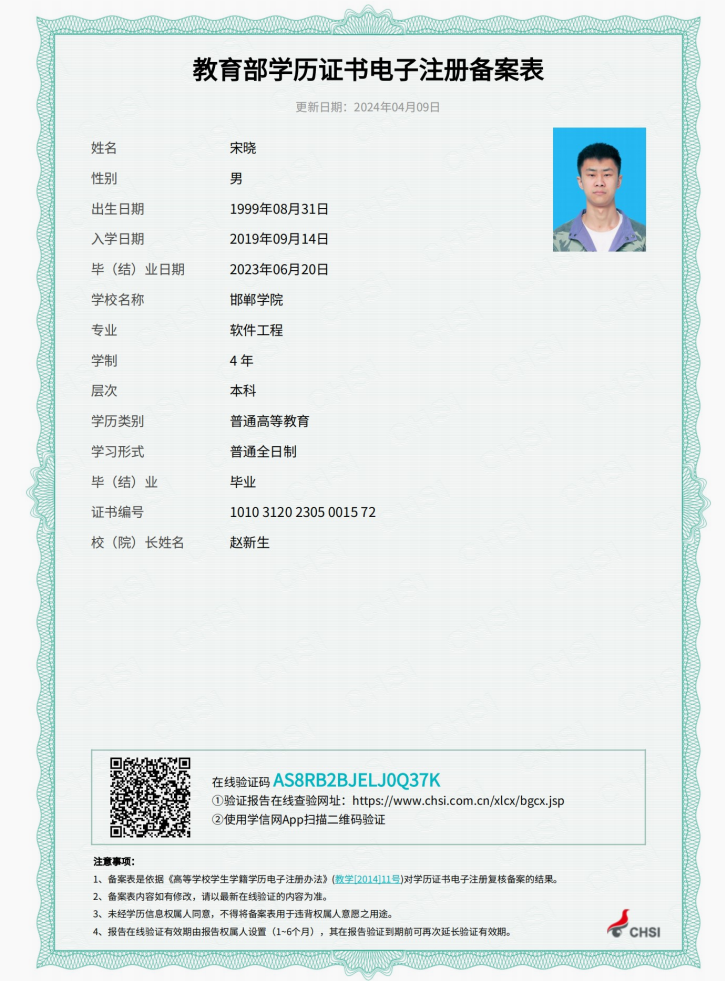 教育部学历证书电子注册备案表
更新日期：2024年04月09日
姓名 宋晓
性别 男
出生日期 1999年08月31日
入学日期 2019年09月14日
毕（结）业日期 2023年06月20日
学校名称 邯郸学院
专业 软件工程
学制 4 年
层次 本科
学历类别 普通高等教育
学习形式 普通全日制
毕（结）业 毕业
证书编号 1010 3120 2305 0015 72
校（院）长姓名 赵新生
在线验证码 AS8RB2BJELJ0Q37K
①验证报告在线查验网址：https://www.chsi.com.cn/xlcx/bgcx.jsp
②使用学信网App扫描二维码验证
注意事项：
1、备案表是依据《高等学校学生学籍学历电子注册办法》(教学[2014]11号)对学历证书电子注册复核备案的结果。
2、备案表内容如有修改，请以最新在线验证的内容为准。
3、未经学历信息权属人同意，不得将备案表用于违背权属人意愿之用途。
4、报告在线验证有效期由报告权属人设置（1~6个月），其在报告验证到期前可再次延长验证有效期。
CHSI